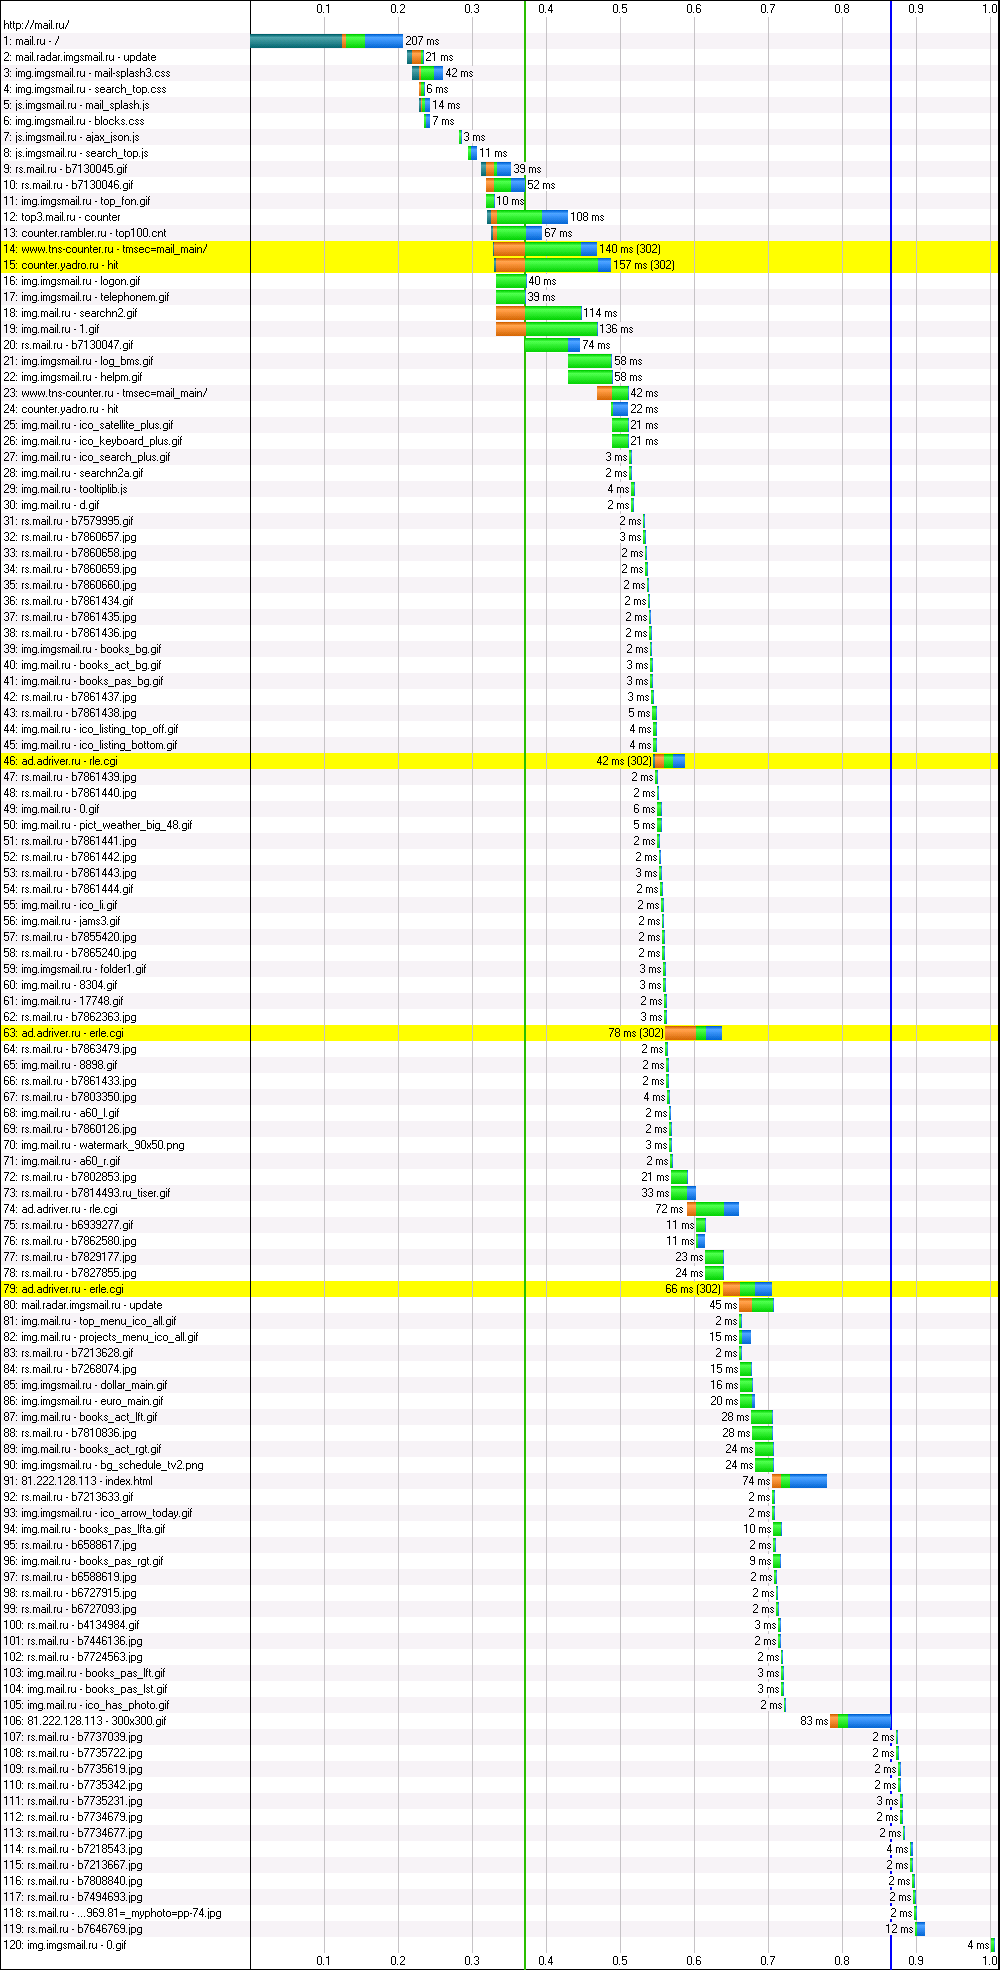 0.1 0.2 0.3 0.4 0.5 0.6 0.7 0.8 0.9 1.0
http://mail.ru/
1: mail.ru - / 207 ms
2: mail.radar.imgsmail.ru - update 21 ms
3: img.imgsmail.ru - mail-splash3.css 42 ms
4: img.imgsmail.ru - search_top.css 6 ms
5: js.imgsmail.ru - mail_splash.js 14 ms
6: img.imgsmail.ru - blocks.css 7 ms
7: js.imgsmail.ru - ajax_json.js 3 ms
8: js.imgsmail.ru - search_top.js 11 ms
9: rs.mail.ru - b7130045.gif 39 ms
10: rs.mail.ru - b7130046.gif 52 ms
11: img.imgsmail.ru - top_fon.gif 10 ms
12: top3.mail.ru - counter 108 ms
13: counter.rambler.ru - top100.cnt 67 ms
14: www.tns-counter.ru - tmsec=mail_main/ 140 ms (302)
15: counter.yadro.ru - hit 157 ms (302)
16: img.imgsmail.ru - logon.gif 40 ms
17: img.imgsmail.ru - telephonem.gif 39 ms
18: img.mail.ru - searchn2.gif 114 ms
19: img.mail.ru - 1.gif 136 ms
20: rs.mail.ru - b7130047.gif 74 ms
21: img.imgsmail.ru - log_bms.gif 58 ms
22: img.imgsmail.ru - helpm.gif 58 ms
23: www.tns-counter.ru - tmsec=mail_main/ 42 ms
24: counter.yadro.ru - hit 22 ms
25: img.mail.ru - ico_satellite_plus.gif 21 ms
26: img.mail.ru - ico_keyboard_plus.gif 21 ms
27: img.mail.ru - ico_search_plus.gif 3 ms
28: img.mail.ru - searchn2a.gif 2 ms
29: img.mail.ru - tooltiplib.js 4 ms
30: img.mail.ru - d.gif 2 ms
31: rs.mail.ru - b7579995.gif 2 ms
32: rs.mail.ru - b7860657.jpg 3 ms
33: rs.mail.ru - b7860658.jpg 2 ms
34: rs.mail.ru - b7860659.jpg 2 ms
35: rs.mail.ru - b7860660.jpg 2 ms
36: rs.mail.ru - b7861434.gif 2 ms
37: rs.mail.ru - b7861435.jpg 2 ms
38: rs.mail.ru - b7861436.jpg 2 ms
39: img.imgsmail.ru - books_bg.gif 2 ms
40: img.mail.ru - books_act_bg.gif 3 ms
41: img.mail.ru - books_pas_bg.gif 3 ms
42: rs.mail.ru - b7861437.jpg 3 ms
43: rs.mail.ru - b7861438.jpg 5 ms
44: img.mail.ru - ico_listing_top_off.gif 4 ms
45: img.mail.ru - ico_listing_bottom.gif 4 ms
46: ad.adriver.ru - rle.cgi 42 ms (302)
47: rs.mail.ru - b7861439.jpg 2 ms
48: rs.mail.ru - b7861440.jpg 2 ms
49: img.mail.ru - 0.gif 6 ms
50: img.mail.ru - pict_weather_big_48.gif 5 ms
51: rs.mail.ru - b7861441.jpg 2 ms
52: rs.mail.ru - b7861442.jpg 2 ms
53: rs.mail.ru - b7861443.jpg 3 ms
54: rs.mail.ru - b7861444.gif 2 ms
55: img.mail.ru - ico_li.gif 2 ms
56: img.mail.ru - jams3.gif 2 ms
57: rs.mail.ru - b7855420.jpg 2 ms
58: rs.mail.ru - b7865240.jpg 2 ms
59: img.imgsmail.ru - folder1.gif 3 ms
60: img.mail.ru - 8304.gif 3 ms
61: img.mail.ru - 17748.gif 2 ms
62: rs.mail.ru - b7862363.jpg 3 ms
63: ad.adriver.ru - erle.cgi 78 ms (302)
64: rs.mail.ru - b7863479.jpg 2 ms
65: img.mail.ru - 8898.gif 2 ms
66: rs.mail.ru - b7861433.jpg 2 ms
67: rs.mail.ru - b7803350.jpg 4 ms
68: img.mail.ru - a60_l.gif 2 ms
69: rs.mail.ru - b7860126.jpg 2 ms
70: img.mail.ru - watermark_90x50.png 3 ms
71: img.mail.ru - a60_r.gif 2 ms
72: rs.mail.ru - b7802853.jpg 21 ms
73: rs.mail.ru - b7814493.ru_tiser.gif 33 ms
74: ad.adriver.ru - rle.cgi 72 ms
75: rs.mail.ru - b6939277.gif 11 ms
76: rs.mail.ru - b7862580.jpg 11 ms
77: rs.mail.ru - b7829177.jpg 23 ms
78: rs.mail.ru - b7827855.jpg 24 ms
79: ad.adriver.ru - erle.cgi 66 ms (302)
80: mail.radar.imgsmail.ru - update 45 ms
81: img.mail.ru - top_menu_ico_all.gif 2 ms
82: img.mail.ru - projects_menu_ico_all.gif 15 ms
83: rs.mail.ru - b7213628.gif 2 ms
84: rs.mail.ru - b7268074.jpg 15 ms
85: img.imgsmail.ru - dollar_main.gif 16 ms
86: img.imgsmail.ru - euro_main.gif 20 ms
87: img.mail.ru - books_act_lft.gif 28 ms
88: rs.mail.ru - b7810836.jpg 28 ms
89: img.mail.ru - books_act_rgt.gif 24 ms
90: img.imgsmail.ru - bg_schedule_tv2.png 24 ms
91: 81.222.128.113 - index.html 74 ms
92: rs.mail.ru - b7213633.gif 2 ms
93: img.imgsmail.ru - ico_arrow_today.gif 2 ms
94: img.mail.ru - books_pas_lfta.gif 10 ms
95: rs.mail.ru - b6588617.jpg 2 ms
96: img.mail.ru - books_pas_rgt.gif 9 ms
97: rs.mail.ru - b6588619.jpg 2 ms
98: rs.mail.ru - b6727915.jpg 2 ms
99: rs.mail.ru - b6727093.jpg 2 ms
100: rs.mail.ru - b4134984.gif 3 ms
101: rs.mail.ru - b7446136.jpg 2 ms
102: rs.mail.ru - b7724563.jpg 2 ms
103: img.mail.ru - books_pas_lft.gif 3 ms
104: img.mail.ru - books_pas_lst.gif 3 ms
105: img.mail.ru - ico_has_photo.gif 2 ms
106: 81.222.128.113 - 300x300.gif 83 ms
107: rs.mail.ru - b7737039.jpg 2 ms
108: rs.mail.ru - b7735722.jpg 2 ms
109: rs.mail.ru - b7735619.jpg 2 ms
110: rs.mail.ru - b7735342.jpg 2 ms
111: rs.mail.ru - b7735231.jpg 3 ms
112: rs.mail.ru - b7734679.jpg 2 ms
113: rs.mail.ru - b7734677.jpg 2 ms
114: rs.mail.ru - b7218543.jpg 4 ms
115: rs.mail.ru - b7213667.jpg 2 ms
116: rs.mail.ru - b7808840.jpg 2 ms
117: rs.mail.ru - b7494693.jpg 2 ms
118: rs.mail.ru - ...969.81=_myphoto=pp-74.jpg 2 ms
119: rs.mail.ru - b7646769.jpg 12 ms
120: img.imgsmail.ru - 0.gif 4 ms
0.1 0.2 0.3 0.4 0.5 0.6 0.7 0.8 0.9 1.0